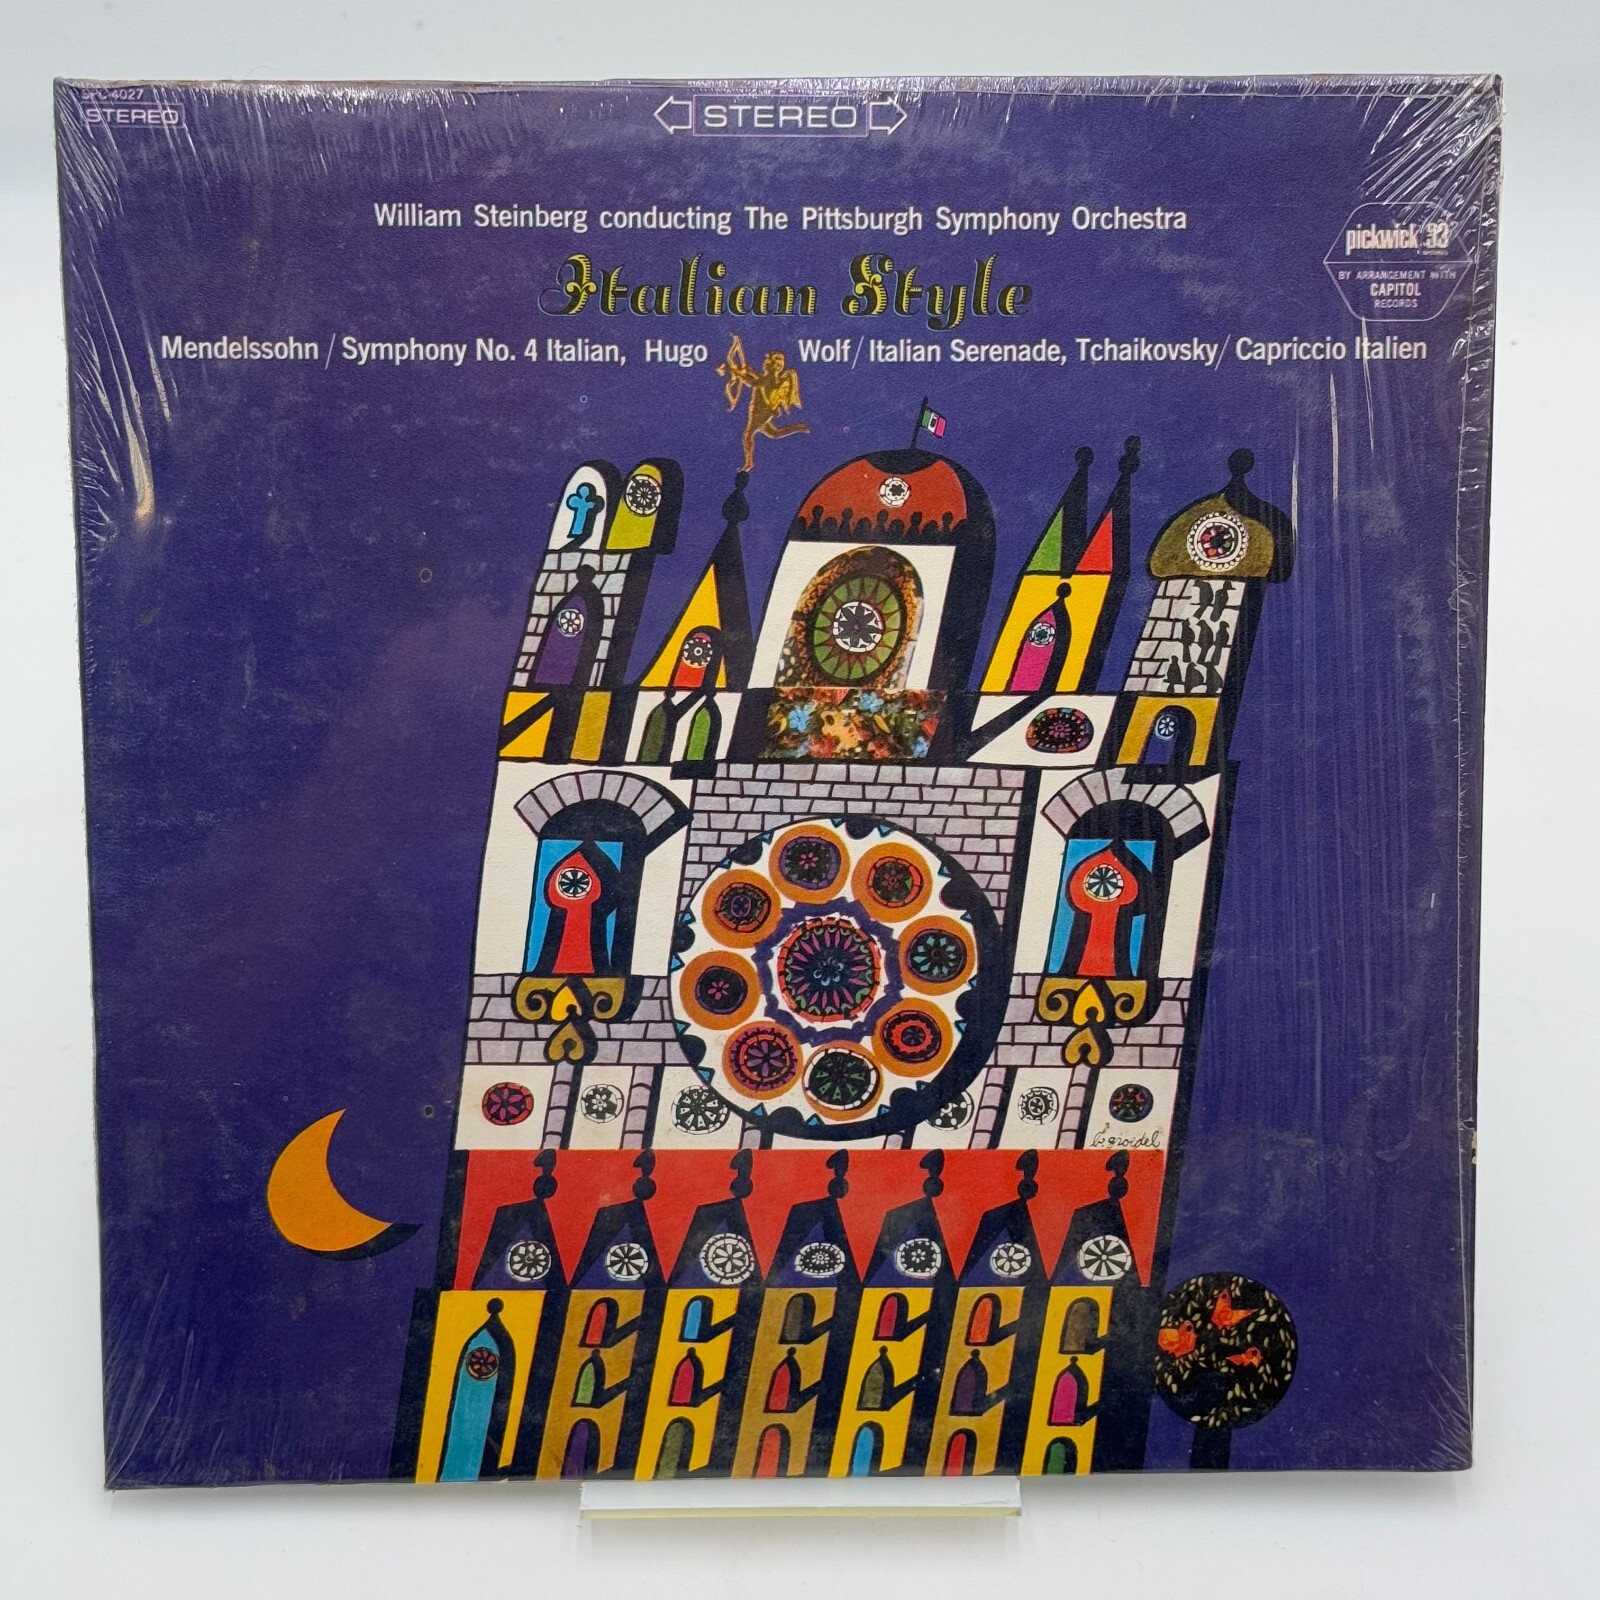 SPC-4027
STEREO
STEREO
William Steinberg conducting The Pittsburgh Symphony Orchestra
Italian Style
pickwick 33
BY ARRANGEMENT WITH
CAPITOL
RECORDS
Mendelssohn / Symphony No. 4 Italian, Hugo Wolf / Italian Serenade, Tchaikovsky / Capriccio Italien